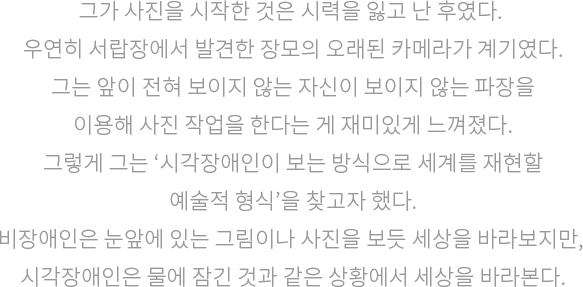 그가 사진을 시작한 것은 시력을 잃고 난 후였다.
우연히 서랍장에서 발견한 장모의 오래된 카메라가 계기였다.
그는 앞이 전혀 보이지 않는 자신이 보이지 않는 파장을
이용해 사진 작업을 한다는 게 재미있게 느껴졌다.
그렇게 그는 ‘시각장애인이 보는 방식으로 세계를 재현할
예술적 형식’을 찾고자 했다.
비장애인은 눈앞에 있는 그림이나 사진을 보듯 세상을 바라보지만,
시각장애인은 물에 잠긴 것과 같은 상황에서 세상을 바라본다.